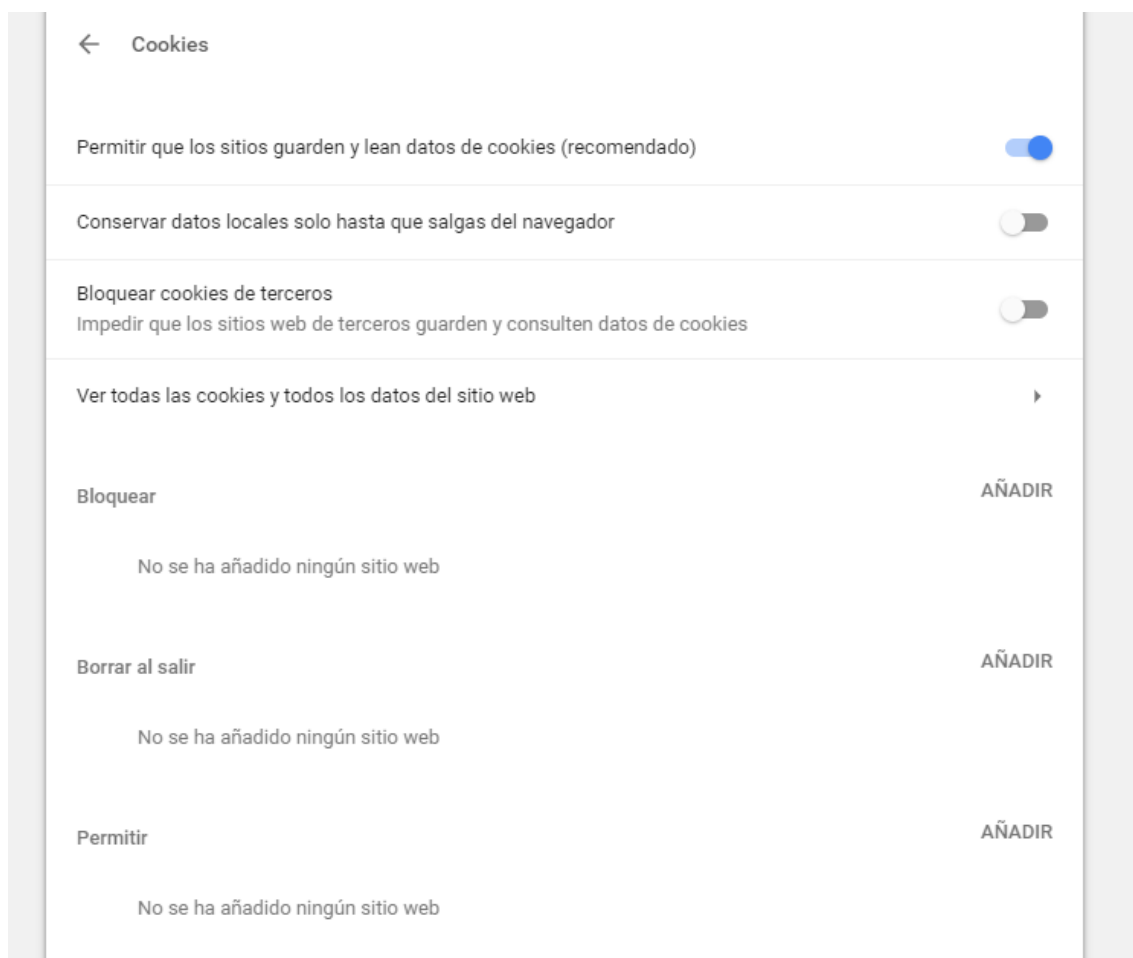 Cookies
Permitir que los sitios guarden y lean datos de cookies (recomendado)
Conservar datos locales solo hasta que salgas del navegador
Bloquear cookies de terceros
Impedir que los sitios web de terceros guarden y consulten datos de cookies
Ver todas las cookies y todos los datos del sitio web
Bloquear AÑADIR
No se ha añadido ningún sitio web
Borrar al salir AÑADIR
No se ha añadido ningún sitio web
Permitir AÑADIR
No se ha añadido ningún sitio web